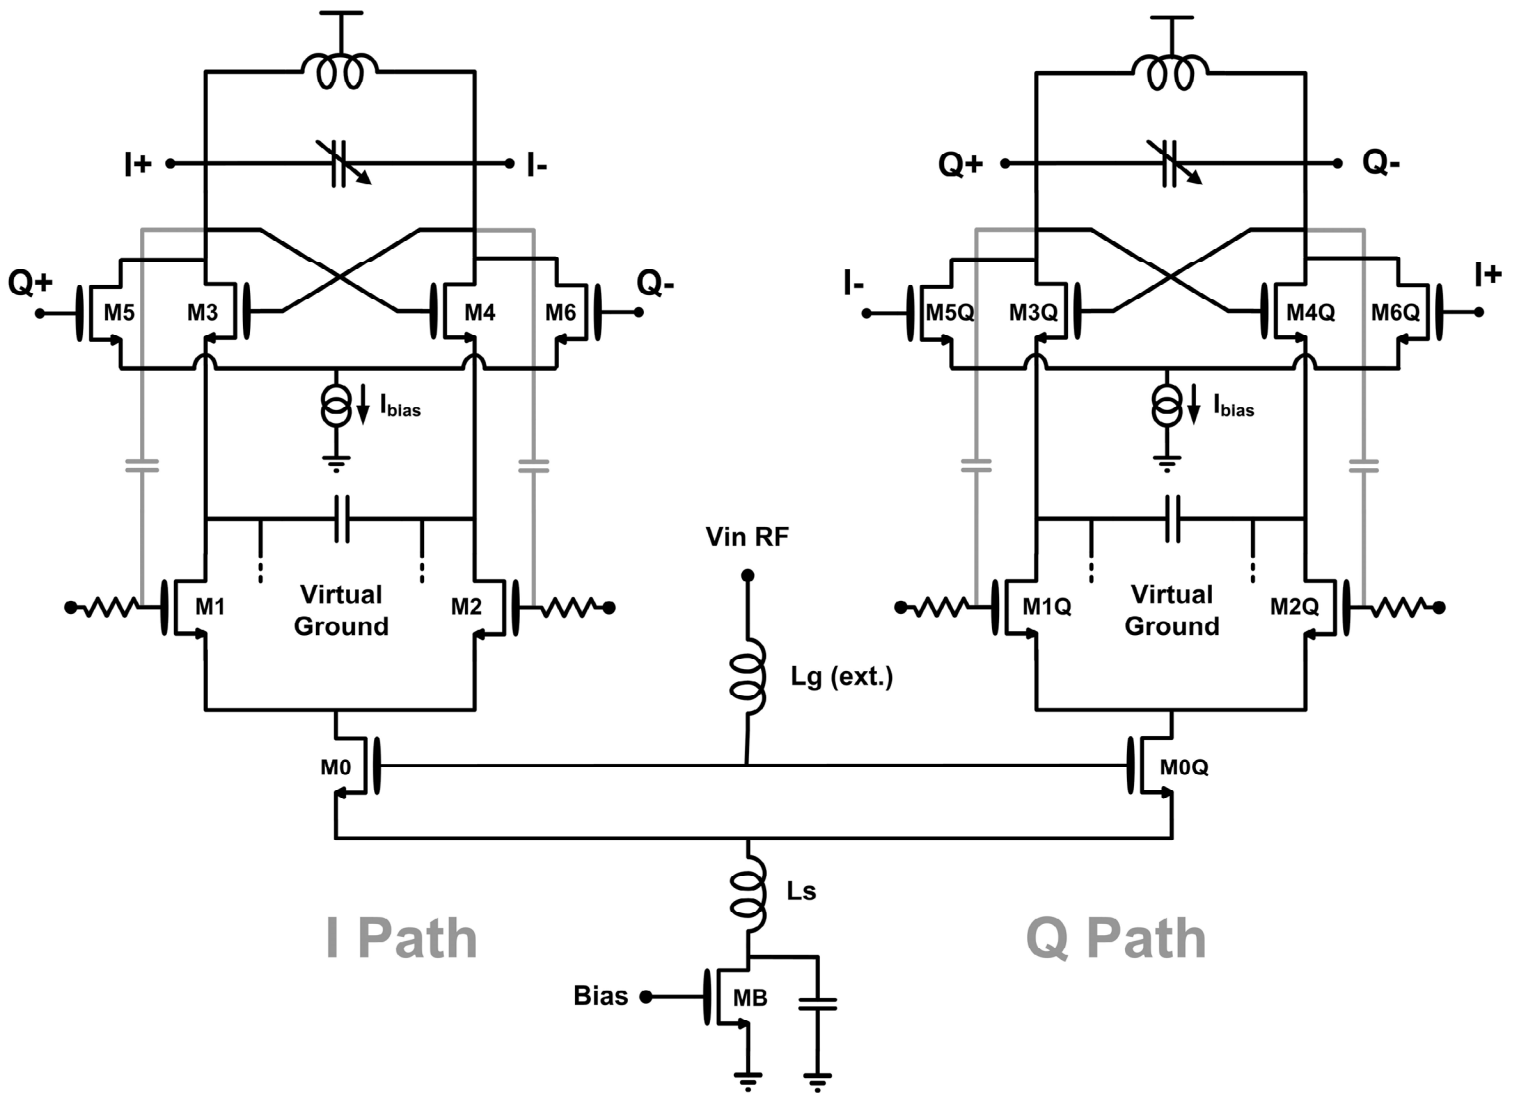 I+
I-
Q+
Q-
Q+
M5
M3
M4
M6
Q-
I-
M5Q
M3Q
M4Q
M6Q
I+
Ibias
Ibias
Vin RF
M1
Virtual
Ground
M2
M1Q
Virtual
Ground
M2Q
Lg (ext.)
M0
M0Q
Ls
I Path
Q Path
Bias
MB